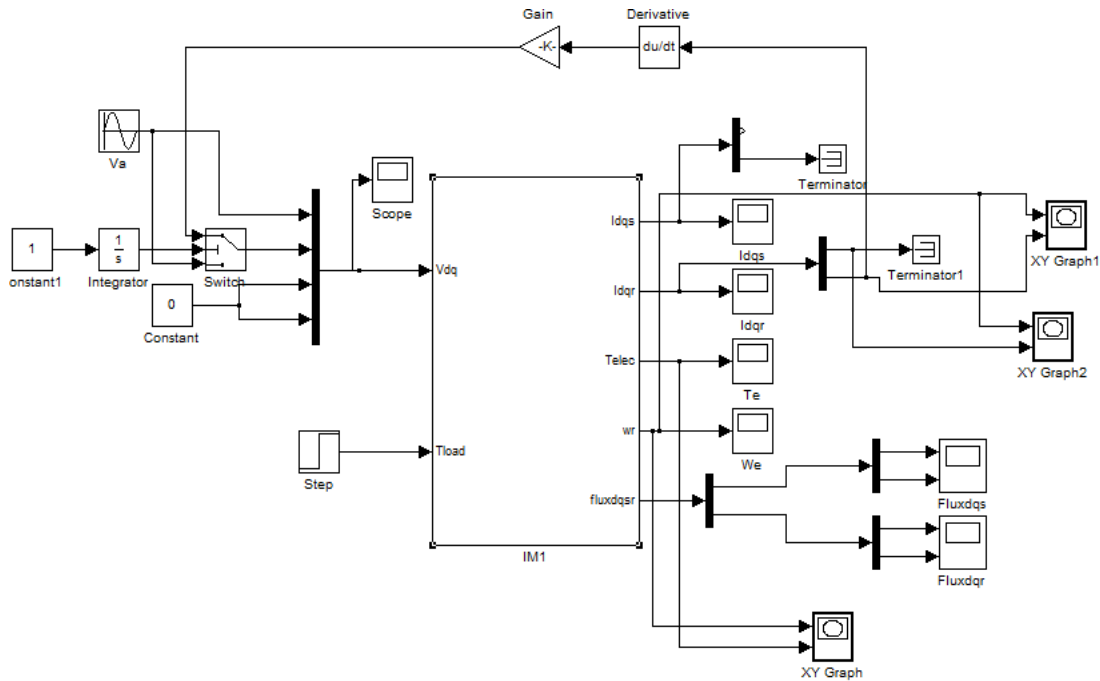 Gain
Derivative
-K-
du/dt
Va
Scope
Terminator
Idqs
1
1
s
Idqs
onstant1
Integrator
Switch
Terminator1
XY Graph1
Vdq
Idqr
0
Constant
Idqr
XY Graph2
Telec
Te
wr
Tload
We
Step
fluxdqsr
Fluxdqs
IM1
Fluxdqr
XY Graph